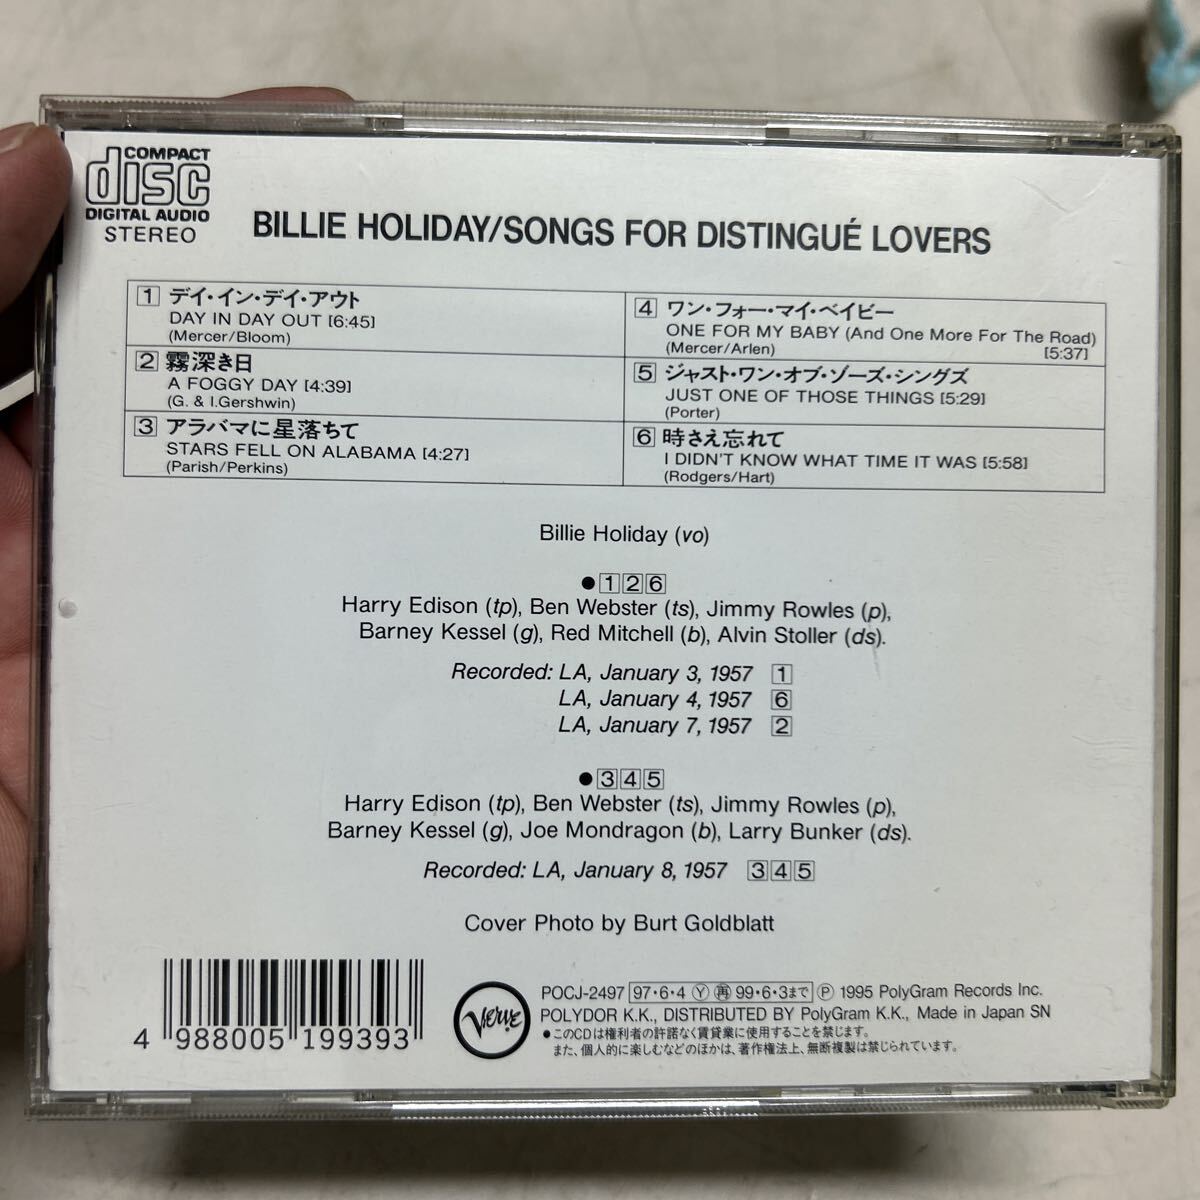 COMPACT
disc
DIGITAL AUDIO
STEREO
BILLIE HOLIDAY/SONGS FOR DISTINGUÉ LOVERS
1 デイ・イン・デイ・アウト
DAY IN DAY OUT [6:45]
(Mercer/Bloom)
2 霧深き日
A FOGGY DAY [4:39]
(G. & I.Gershwin)
3 アラバマに星落ちて
STARS FELL ON ALABAMA [4:27]
(Parish/Perkins)
4 ワン・フォー・マイ・ベイビー
ONE FOR MY BABY (And One More For The Road)
(Mercer/Arlen) [5:37]
5 ジャスト・ワン・オブ・ゾーズ・シングズ
JUST ONE OF THOSE THINGS [5:29]
(Porter)
6 時さえ忘れて
I DIDN'T KNOW WHAT TIME IT WAS [5:58]
(Rodgers/Hart)
Billie Holiday (vo)
●1 2 6
Harry Edison (tp), Ben Webster (ts), Jimmy Rowles (p),
Barney Kessel (g), Red Mitchell (b), Alvin Stoller (ds).
Recorded: LA, January 3, 1957 1
LA, January 4, 1957 6
LA, January 7, 1957 2
●3 4 5
Harry Edison (tp), Ben Webster (ts), Jimmy Rowles (p),
Barney Kessel (g), Joe Mondragon (b), Larry Bunker (ds).
Recorded: LA, January 8, 1957 3 4 5
Cover Photo by Burt Goldblatt
4 988005 199393
Verve
POCJ-2497 97・6・4 Ⓨ 再 99・6・3まで Ⓟ 1995 PolyGram Records Inc.
POLYDOR K.K., DISTRIBUTED BY PolyGram K.K., Made in Japan SN
●このCDは権利者の許諾なく賃貸業に使用することを禁じます。
また、個人的に楽しむなどのほかは、著作権法上、無断複製は禁じられています。